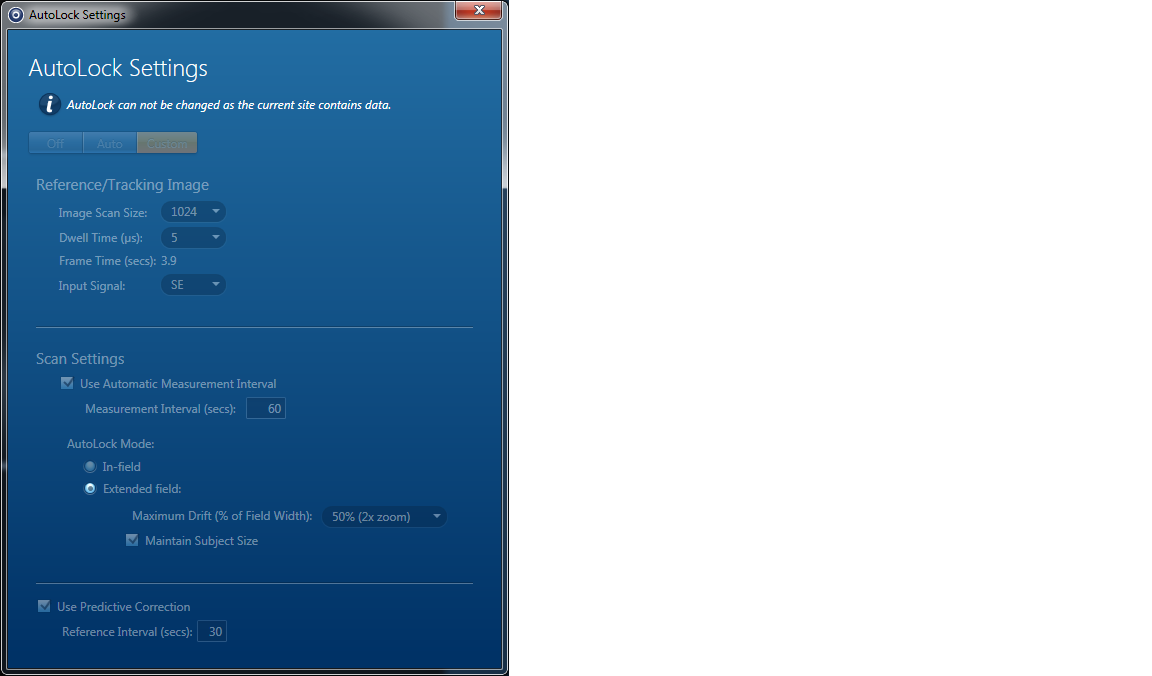 AutoLock Settings
AutoLock Settings
AutoLock can not be changed as the current site contains data.
Off Auto Custom
Reference/Tracking Image
Image Scan Size: 1024
Dwell Time (µs): 5
Frame Time (secs): 3.9
Input Signal: SE
Scan Settings
Use Automatic Measurement Interval
Measurement Interval (secs): 60
AutoLock Mode:
In-field
Extended field:
Maximum Drift (% of Field Width): 50% (2x zoom)
Maintain Subject Size
Use Predictive Correction
Reference Interval (secs): 30